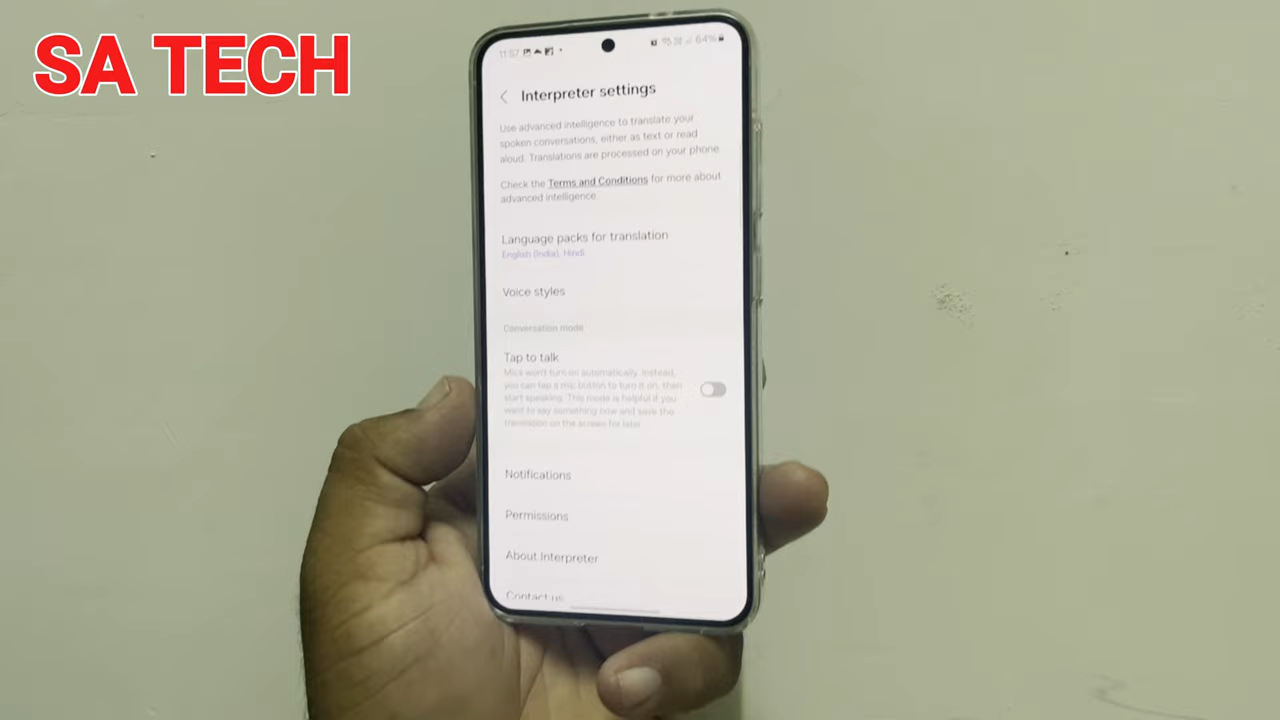 SA TECH
11:57
64%
Interpreter settings
Use advanced intelligence to translate your
spoken conversations, either as text or read
aloud. Translations are processed on your phone.
Check the Terms and Conditions for more about
advanced intelligence.
Language packs for translation
English (India), Hindi
Voice styles
Conversation mode
Tap to talk
Mics won't turn on automatically. Instead,
you can tap a mic button to turn it on, then
start speaking. This mode is helpful if you
want to say something now and save the
translation on the screen for later.
Notifications
Permissions
About Interpreter
Contact us